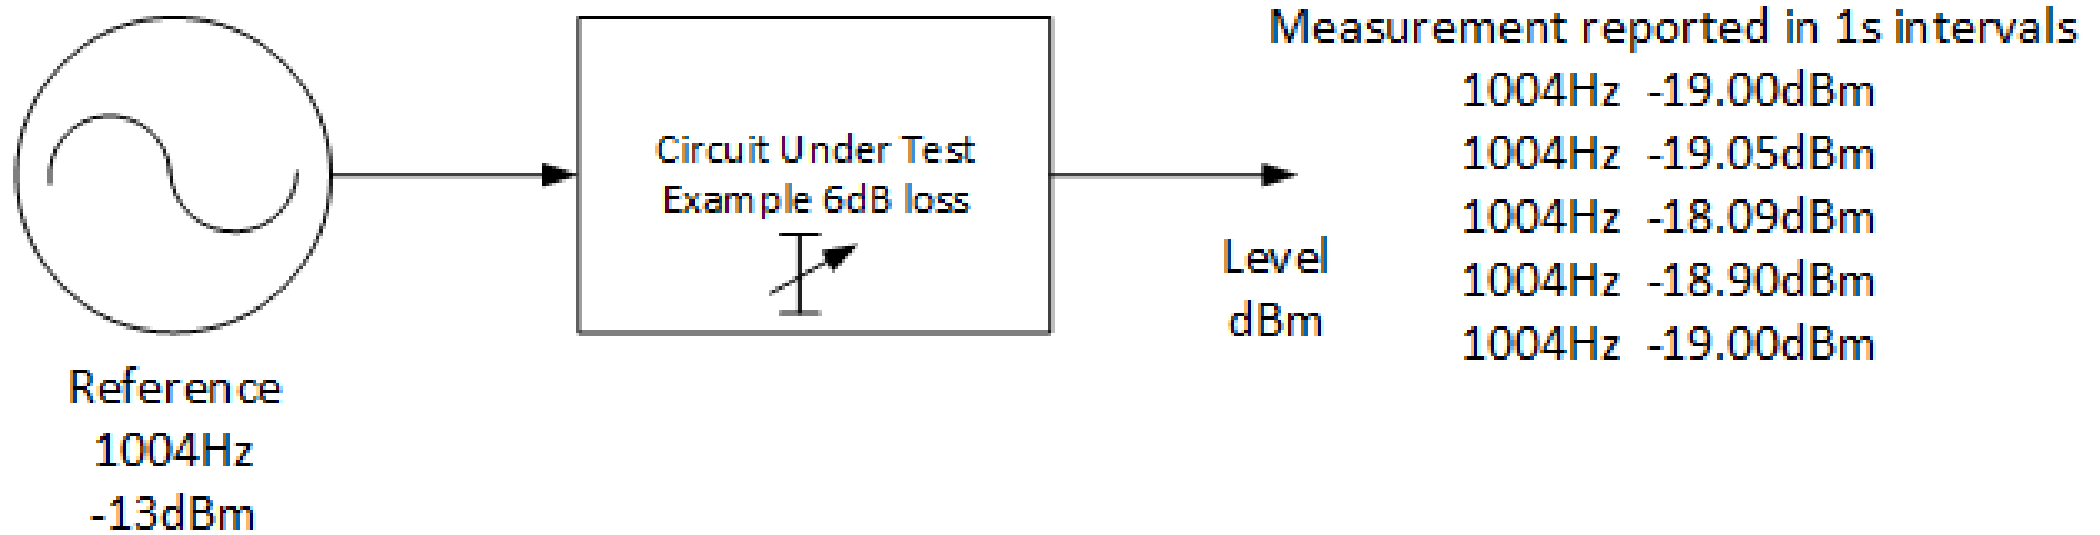 Measurement reported in 1s intervals
1004Hz -19.00dBm
1004Hz -19.05dBm
1004Hz -18.09dBm
1004Hz -18.90dBm
1004Hz -19.00dBm
Circuit Under Test
Example 6dB loss
Level
dBm
Reference
1004Hz
-13dBm